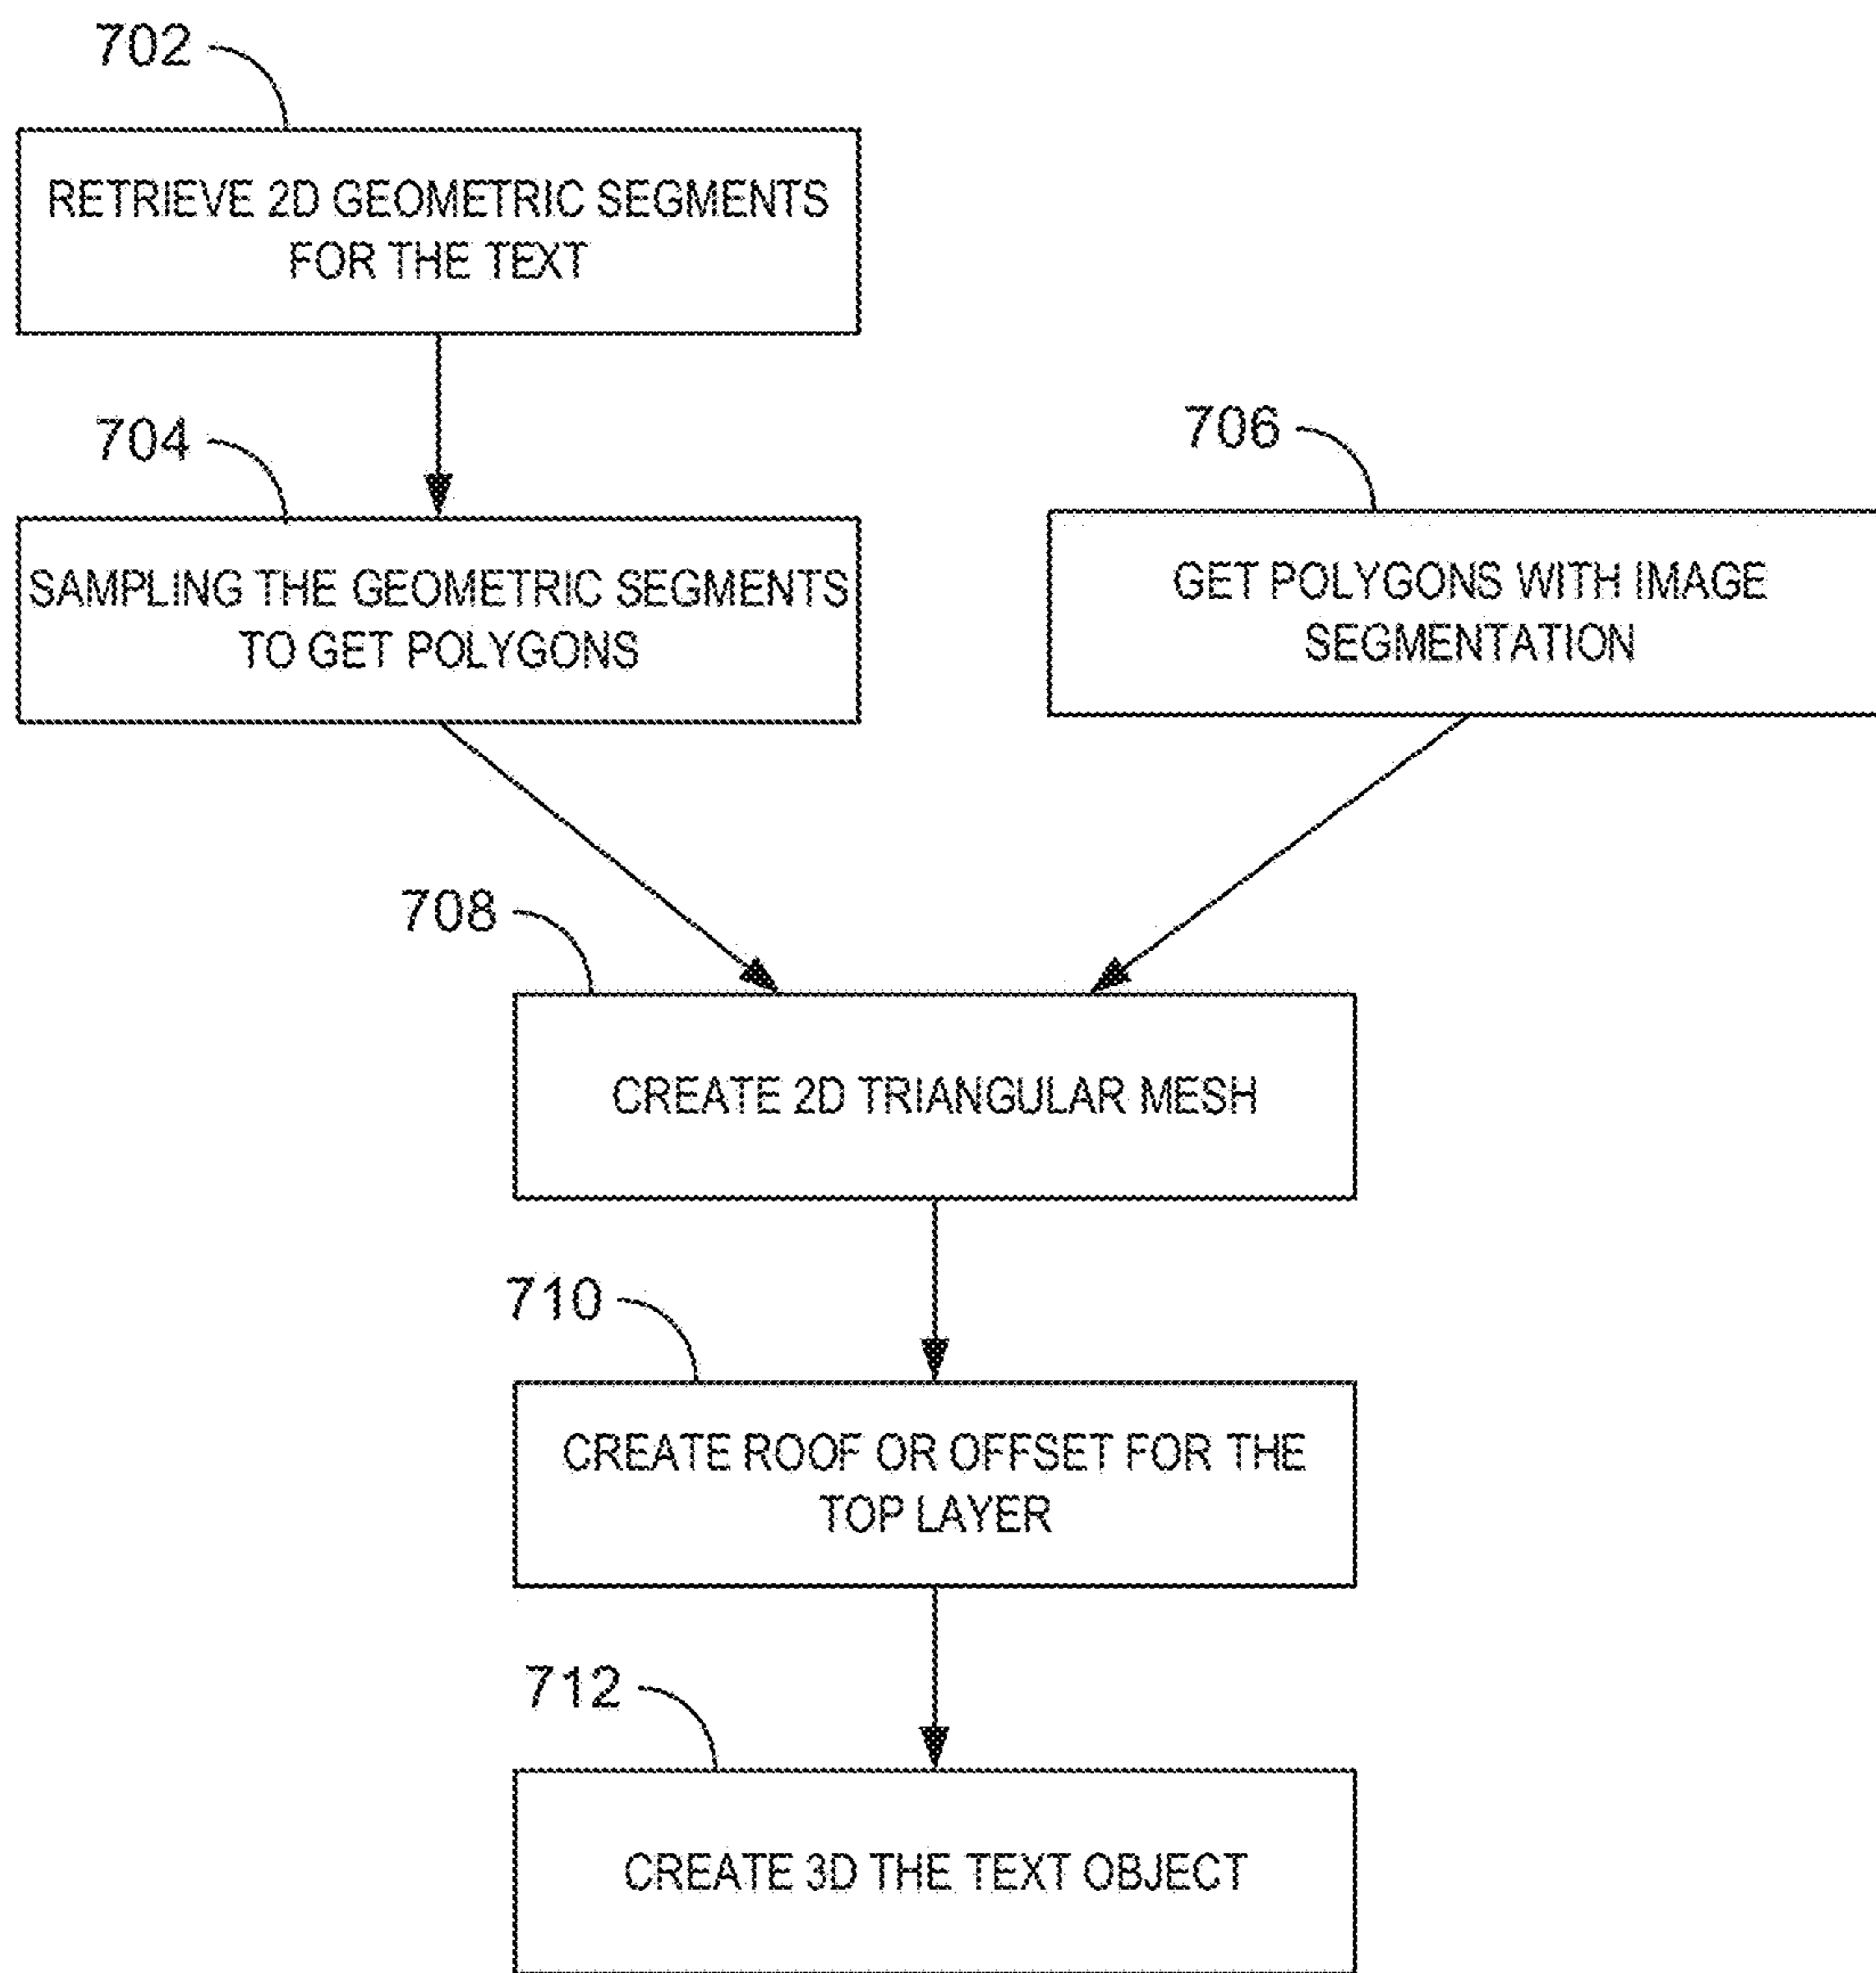 702
RETRIEVE 2D GEOMETRIC SEGMENTS
FOR THE TEXT
704
SAMPLING THE GEOMETRIC SEGMENTS
TO GET POLYGONS
706
GET POLYGONS WITH IMAGE
SEGMENTATION
708
CREATE 2D TRIANGULAR MESH
710
CREATE ROOF OR OFFSET FOR THE
TOP LAYER
712
CREATE 3D THE TEXT OBJECT